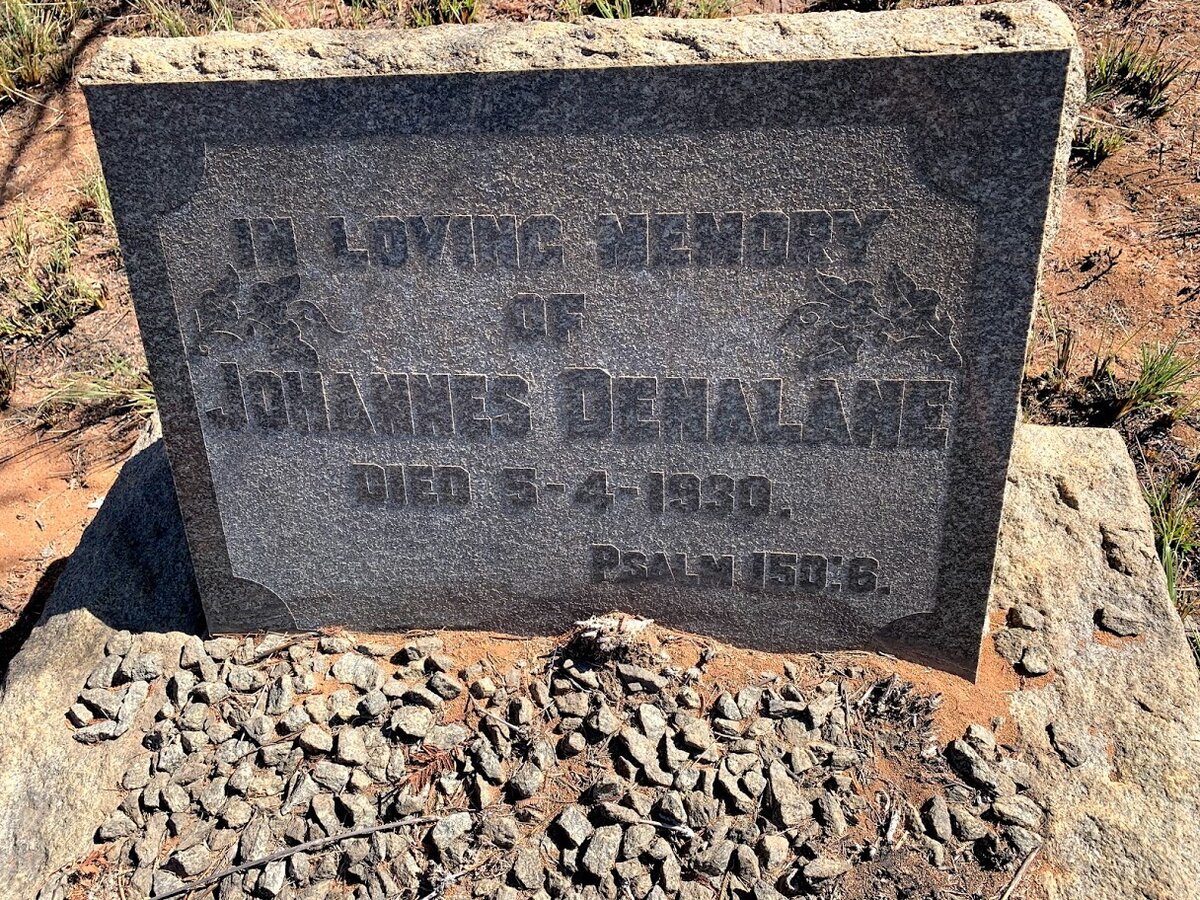 IN LOVING MEMORY
OF
JOHANNES DENALANE
DIED 5-4-1930.
PSALM 150:6.